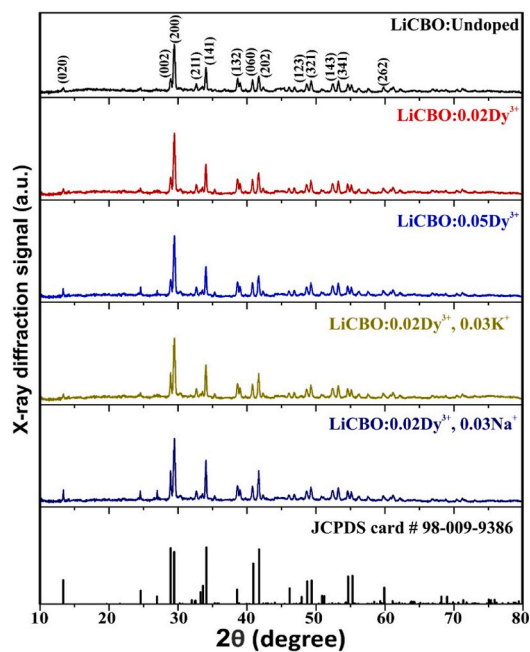 LiCBO:Undoped
(020)
(002)
(200)
(211)
(141)
(132)
(060)
(202)
(123)
(321)
(143)
(341)
(262)
LiCBO:0.02Dy³⁺
LiCBO:0.05Dy³⁺
LiCBO:0.02Dy³⁺, 0.03K⁺
LiCBO:0.02Dy³⁺, 0.03Na⁺
JCPDS card # 98-009-9386
X-ray diffraction signal (a.u.)
10 20 30 40 50 60 70 80
2θ (degree)